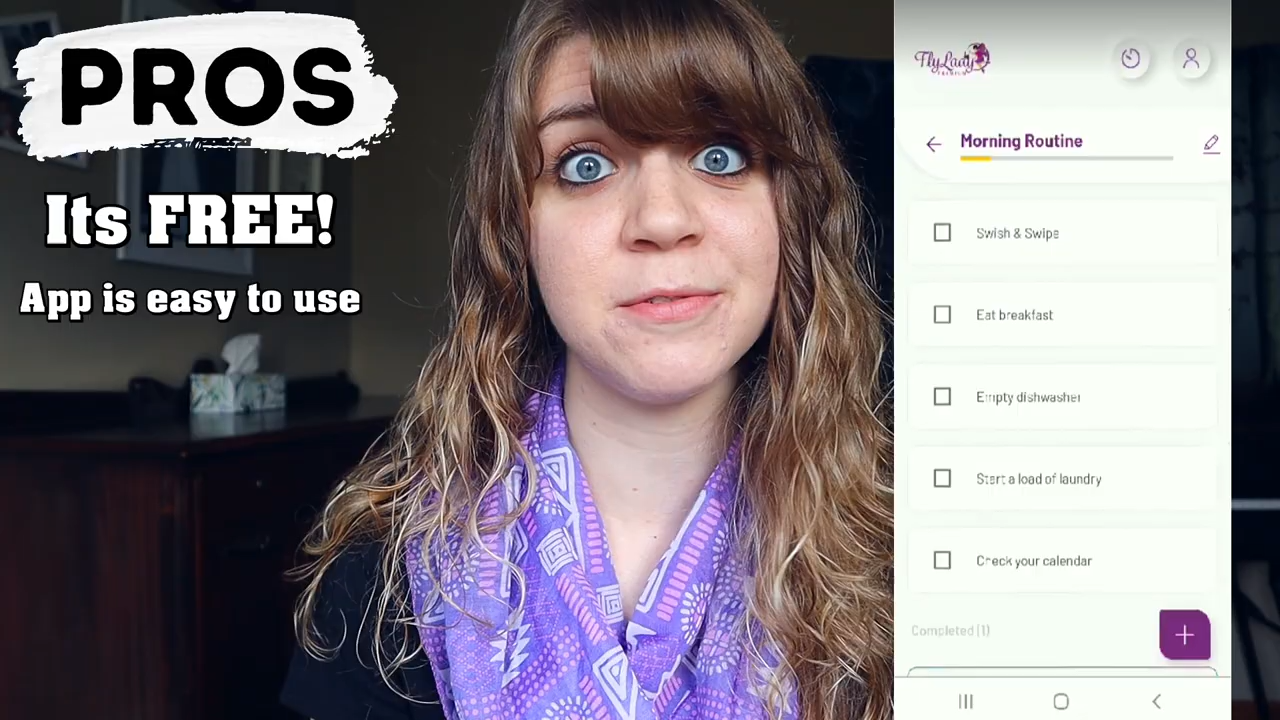 PROS
Its FREE!
App is easy to use
FlyLady
PREMIUM
Morning Routine
Swish & Swipe
Eat breakfast
Empty dishwasher
Start a load of laundry
Check your calendar
Completed (1)